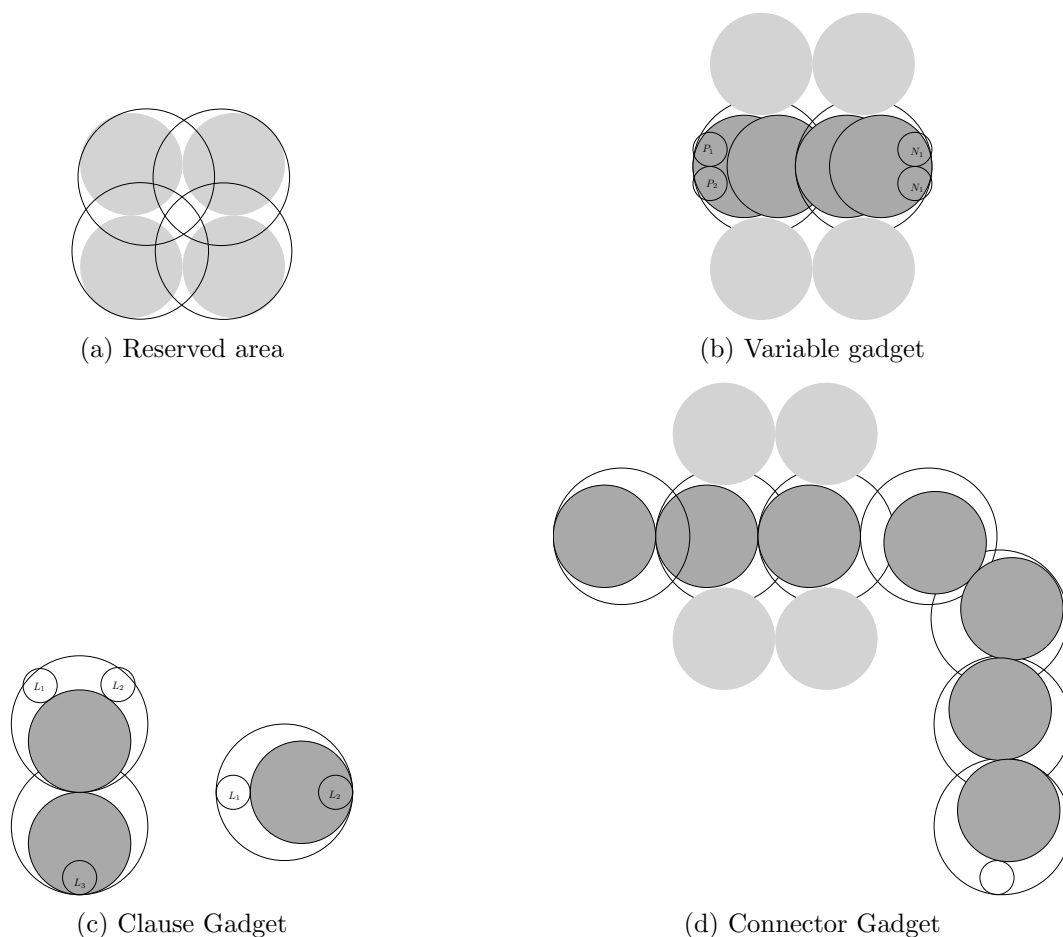 (a) Reserved area
P₁
P₂
N₁
N₁
(b) Variable gadget
L₁
L₂
L₃
L₁
L₂
(c) Clause Gadget
(d) Connector Gadget